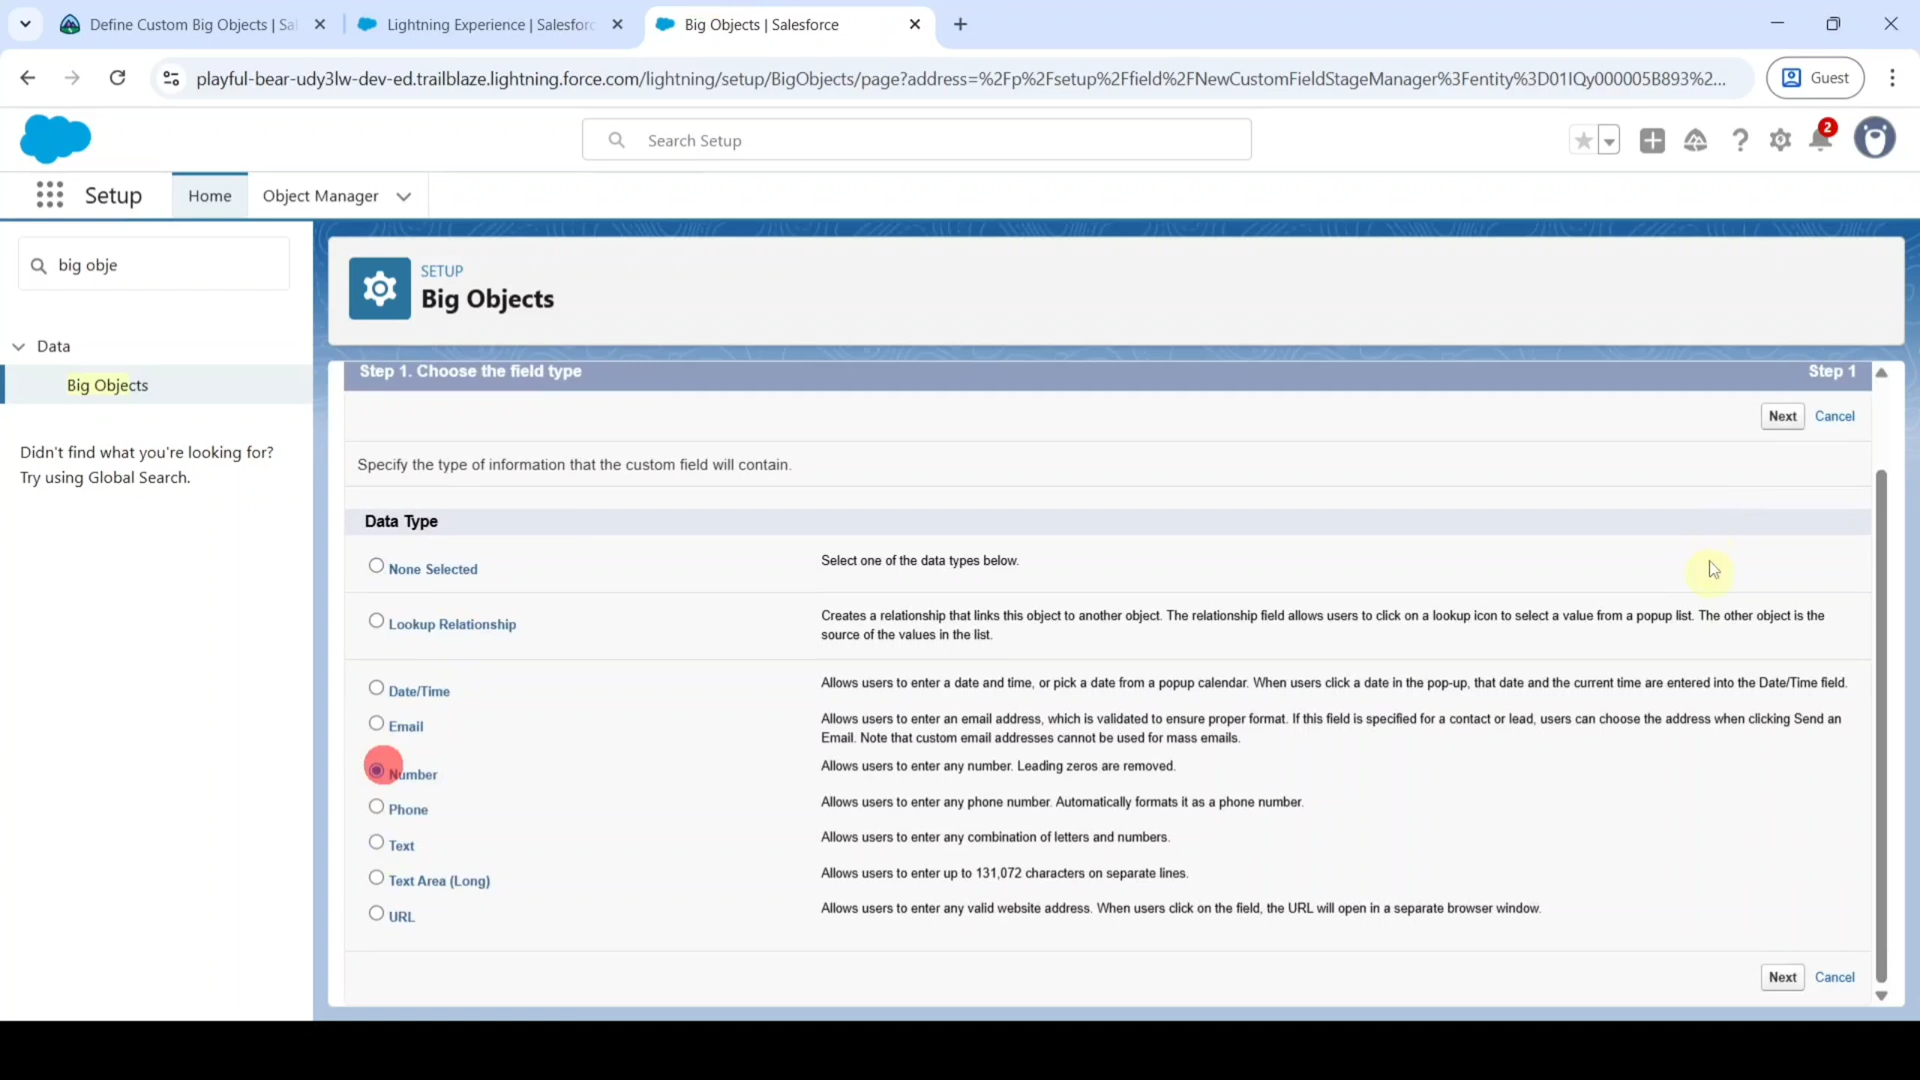 Define Custom Big Objects | Sa
Lightning Experience | Salesforc
Big Objects | Salesforce
playful-bear-udy3lw-dev-ed.trailblaze.lightning.force.com/lightning/setup/BigObjects/page?address=%2Fp%2Fsetup%2Ffield%2FNewCustomFieldStageManager%3Fentity%3D01IQy000005B893%2...
Guest
Search Setup
2
Setup
Home
Object Manager
big obje
Data
Big Objects
Didn't find what you're looking for?
Try using Global Search.
SETUP
Big Objects
Step 1. Choose the field type
Step 1
Next
Cancel
Specify the type of information that the custom field will contain.
Data Type
None Selected
Select one of the data types below.
Lookup Relationship
Creates a relationship that links this object to another object. The relationship field allows users to click on a lookup icon to select a value from a popup list. The other object is the
source of the values in the list.
Date/Time
Allows users to enter a date and time, or pick a date from a popup calendar. When users click a date in the pop-up, that date and the current time are entered into the Date/Time field.
Email
Allows users to enter an email address, which is validated to ensure proper format. If this field is specified for a contact or lead, users can choose the address when clicking Send an
Email. Note that custom email addresses cannot be used for mass emails.
Number
Allows users to enter any number. Leading zeros are removed.
Phone
Allows users to enter any phone number. Automatically formats it as a phone number.
Text
Allows users to enter any combination of letters and numbers.
Text Area (Long)
Allows users to enter up to 131,072 characters on separate lines.
URL
Allows users to enter any valid website address. When users click on the field, the URL will open in a separate browser window.
Next
Cancel